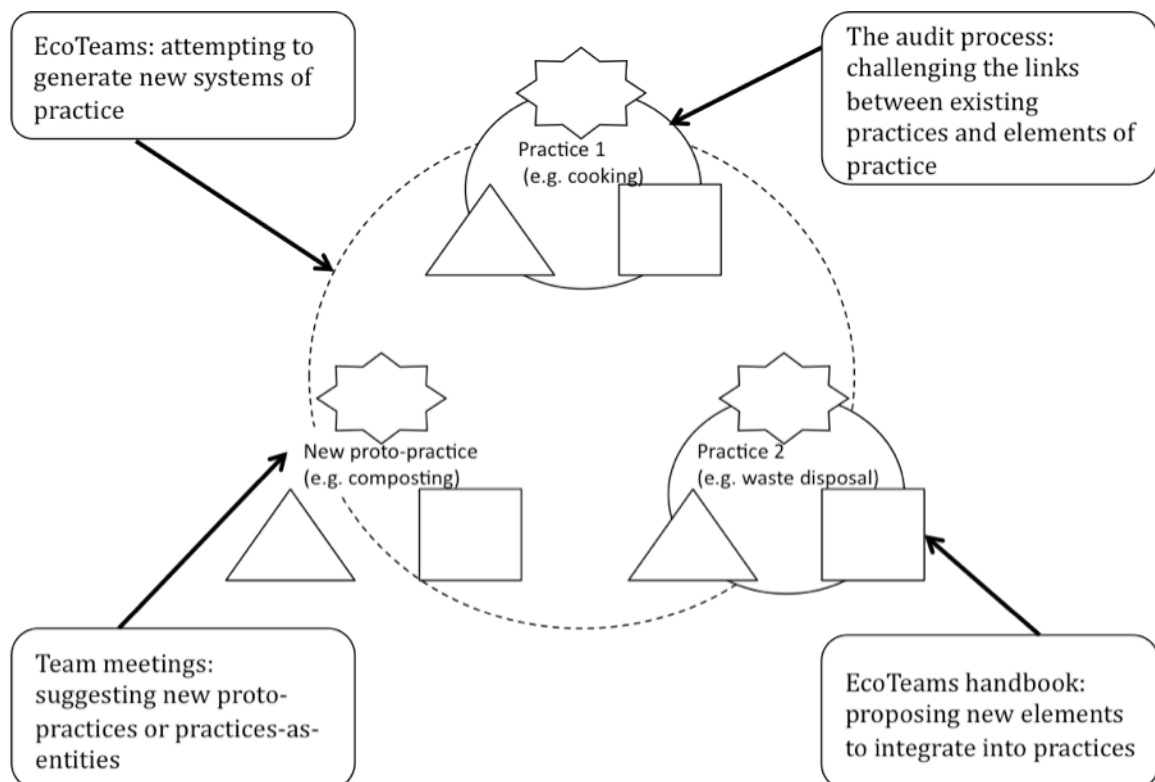 EcoTeams: attempting to
generate new systems of
practice
The audit process:
challenging the links
between existing
practices and elements of
practice
Practice 1
(e.g. cooking)
New proto-practice
(e.g. composting)
Practice 2
(e.g. waste disposal)
Team meetings:
suggesting new proto-
practices or practices-as-
entities
EcoTeams handbook:
proposing new elements
to integrate into practices